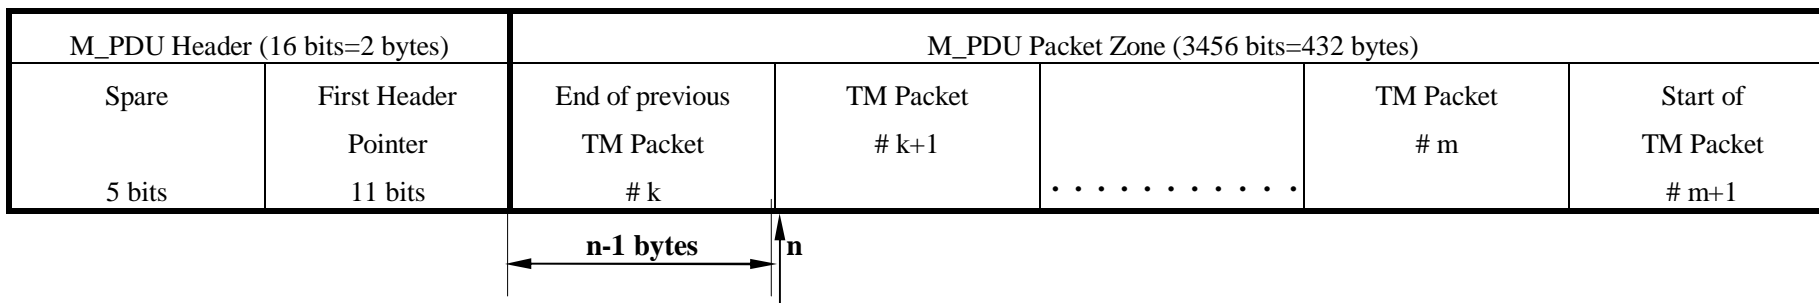 M_PDU Header (16 bits=2 bytes) M_PDU Packet Zone (3456 bits=432 bytes)
Spare First Header End of previous TM Packet TM Packet Start of
Pointer TM Packet # k+1 # m TM Packet
5 bits 11 bits # k . . . . . . . . . . . # m+1
n-1 bytes n